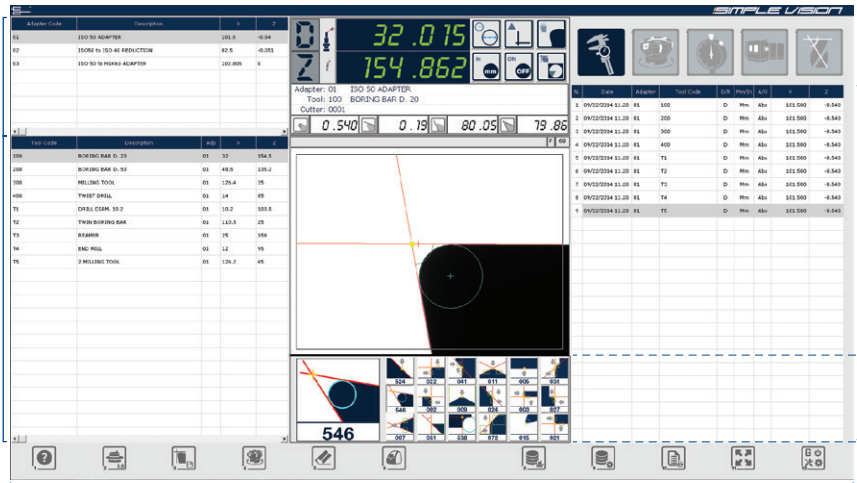 SIMPLE VISION
Adapter Code Description X Z
01 ISO 50 ADAPTER 101.5 -0.54
02 ISO50 to ISO 40 REDUCTION 82.5 -0.351
03 ISO 50 to HSK63 ADAPTER 102.805 0
Tool Code Description Adp X Z
100 BORING BAR D. 20 01 32 154.5
200 BORING BAR D. 50 01 48.5 139.2
300 MILLING TOOL 01 126.4 35
400 TWIST DRILL 01 14 65
T1 DRILL DIAM. 10.2 01 10.2 103.5
T2 TWIN BORING BAR 01 110.5 25
T3 REAMER 01 25 150
T4 END MILL 01 12 95
T5 2 MILLING TOOL 01 126.2 65
D 32.015
Z 154.862
in mm
ON OFF
Adapter: 01 ISO 50 ADAPTER
Tool: 100 BORING BAR D. 20
Cutter: 0001
0.540 0.79 80.05 79.86
F 60
546
524 022 041 011 005 031
546 002 009 024 003 027
007 051 538 072 015 021
N Date Adapter Tool Code D/R Mm/In A/O X Z
1 09/22/2014 11.20 01 100 D Mm Abs 101.500 -0.540
2 09/22/2014 11.20 01 200 D Mm Abs 101.500 -0.540
3 09/22/2014 11.20 01 300 D Mm Abs 101.500 -0.540
4 09/22/2014 11.20 01 400 D Mm Abs 101.500 -0.540
5 09/22/2014 11.20 01 T1 D Mm Abs 101.500 -0.540
6 09/22/2014 11.20 01 T2 D Mm Abs 101.500 -0.540
7 09/22/2014 11.20 01 T3 D Mm Abs 101.500 -0.540
8 09/22/2014 11.20 01 T4 D Mm Abs 101.500 -0.540
9 09/22/2014 11.20 01 T5 D Mm Abs 101.500 -0.540